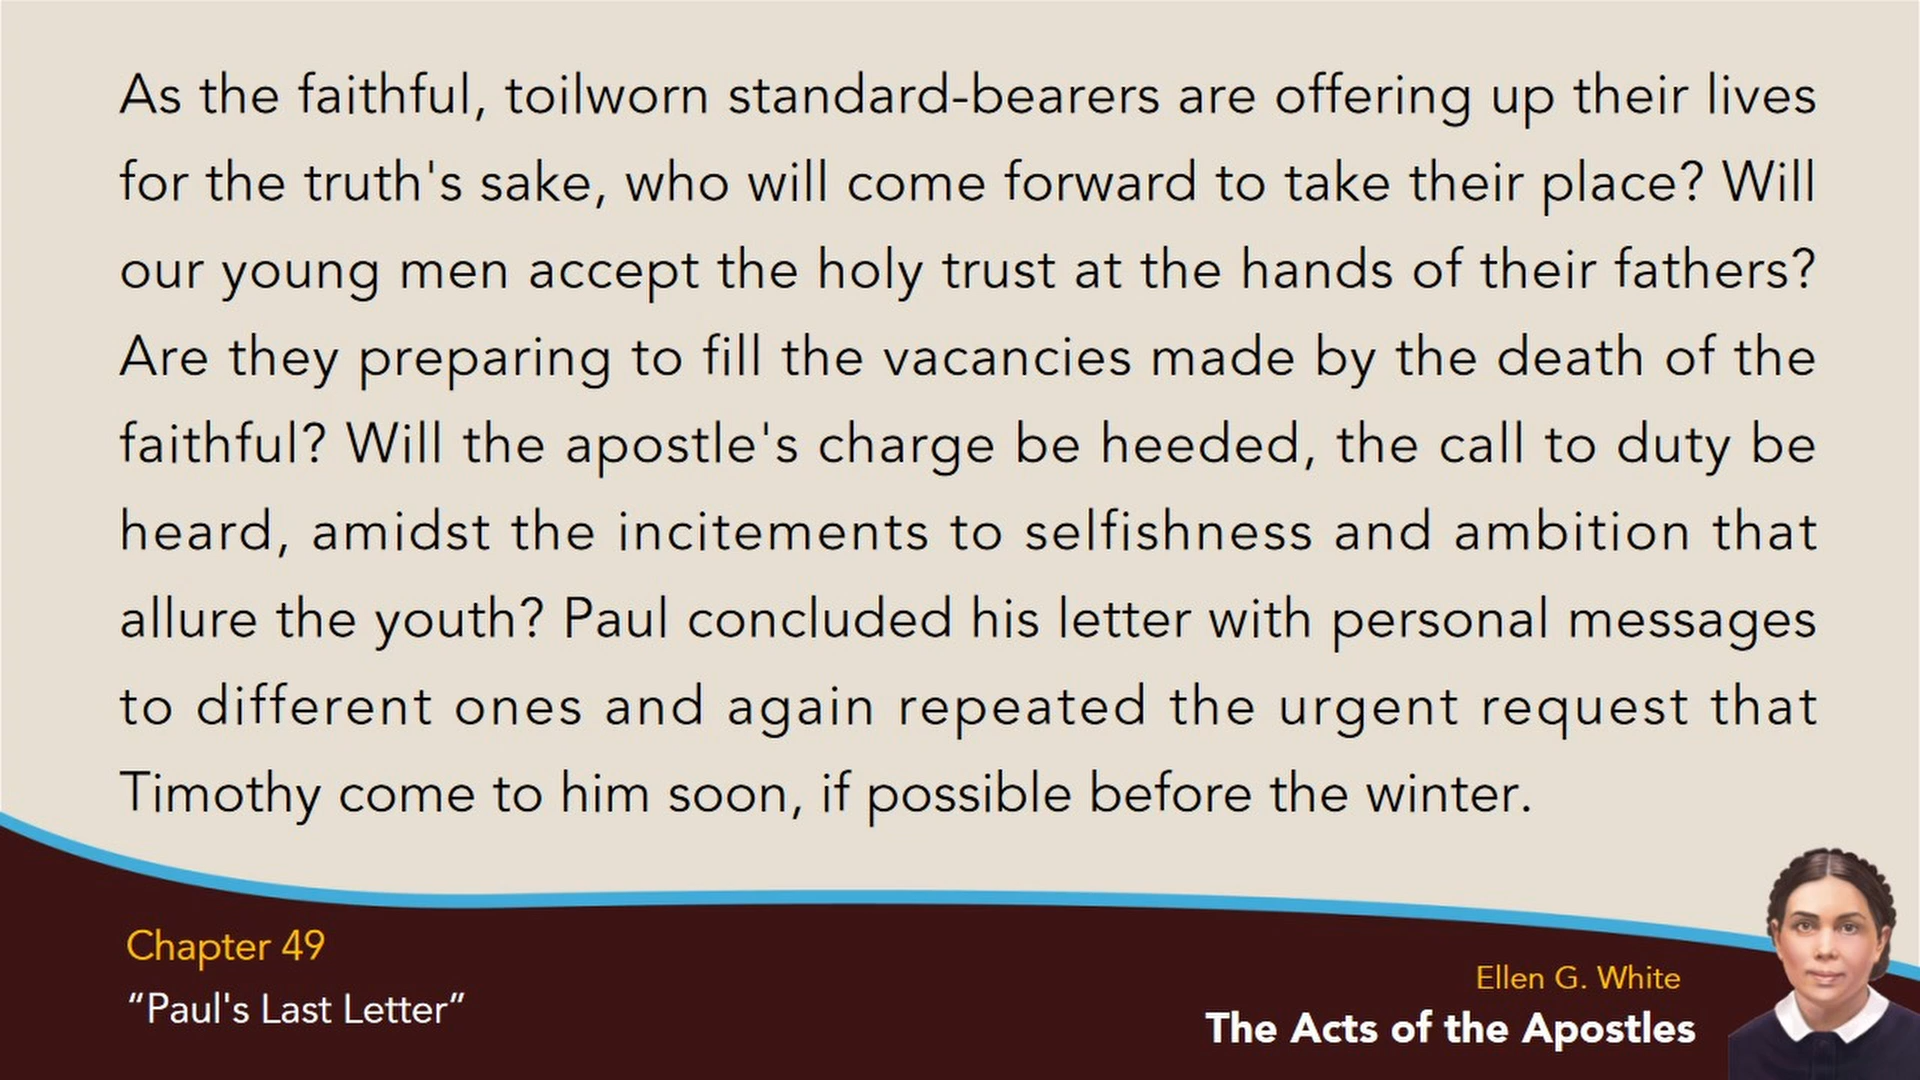 As the faithful, toilworn standard-bearers are offering up their lives
for the truth's sake, who will come forward to take their place? Will
our young men accept the holy trust at the hands of their fathers?
Are they preparing to fill the vacancies made by the death of the
faithful? Will the apostle's charge be heeded, the call to duty be
heard, amidst the incitements to selfishness and ambition that
allure the youth? Paul concluded his letter with personal messages
to different ones and again repeated the urgent request that
Timothy come to him soon, if possible before the winter.
Chapter 49
“Paul's Last Letter”
Ellen G. White
The Acts of the Apostles